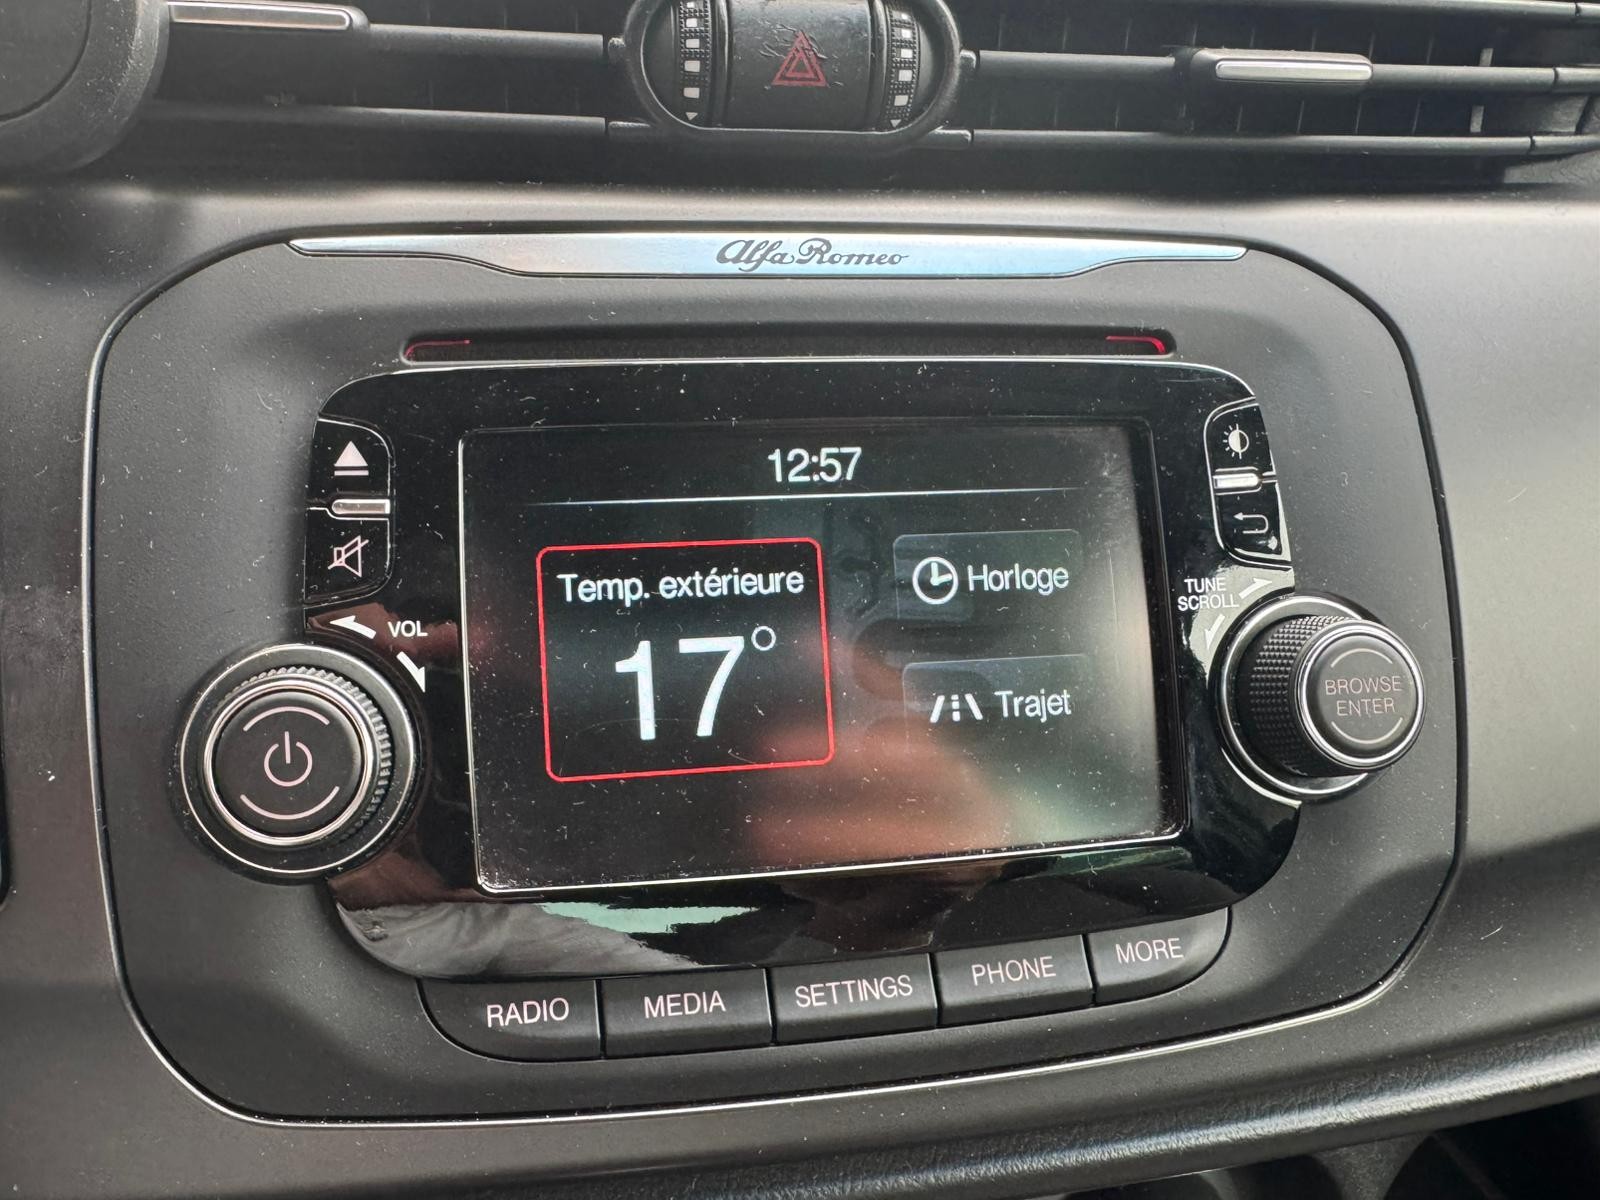 Alfa Romeo
12:57
Temp. extérieure
17°
Horloge
Trajet
VOL
TUNE
SCROLL
BROWSE
ENTER
RADIO
MEDIA
SETTINGS
PHONE
MORE